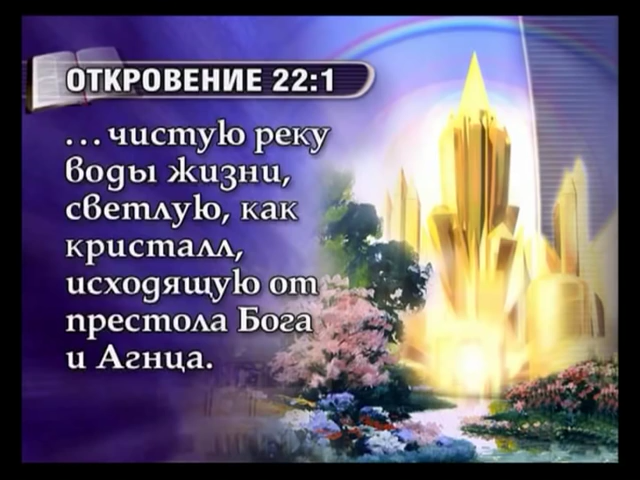 ОТКРОВЕНИЕ 22:1
...чистую реку
воды жизни,
светлую, как
кристалл,
исходящую от
престола Бога
и Агнца.